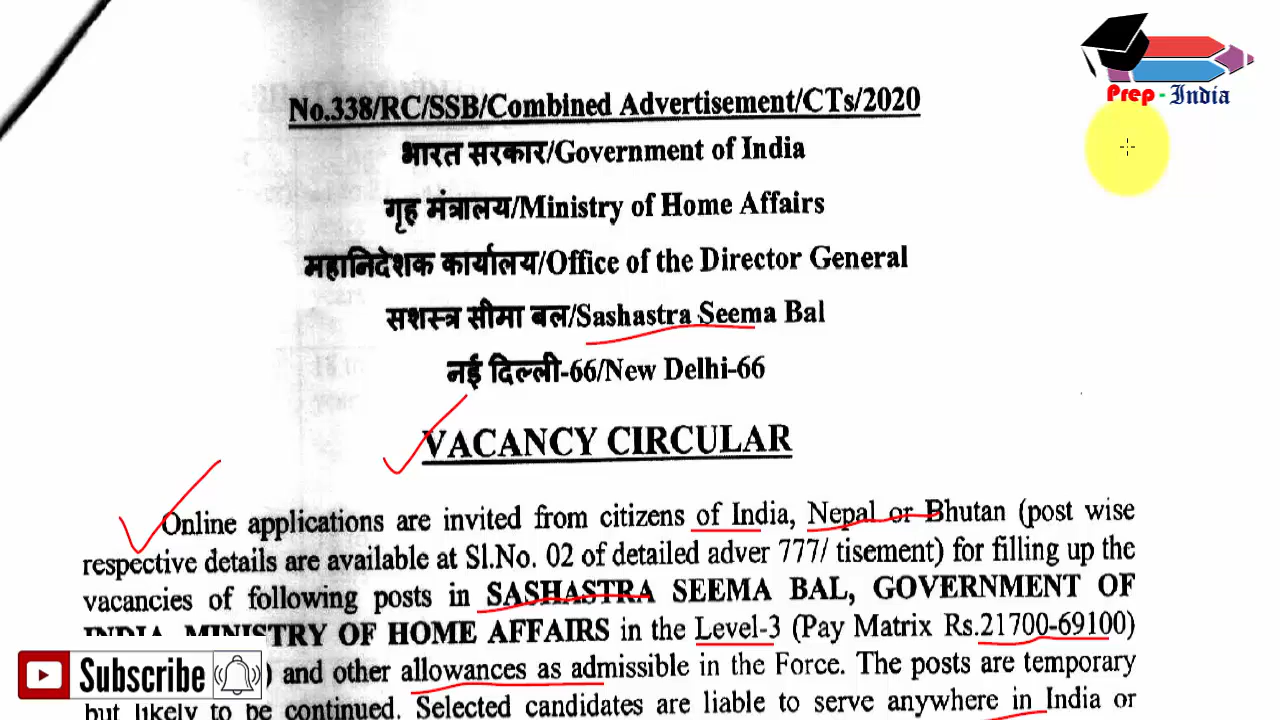 Prep-India
No.338/RC/SSB/Combined Advertisement/CTs/2020
भारत सरकार/Government of India
गृह मंत्रालय/Ministry of Home Affairs
महानिदेशक कार्यालय/Office of the Director General
सशस्त्र सीमा बल/Sashastra Seema Bal
नई दिल्ली-66/New Delhi-66
VACANCY CIRCULAR
Online applications are invited from citizens of India, Nepal or Bhutan (post wise
respective details are available at Sl.No. 02 of detailed adver 777/ tisement) for filling up the
vacancies of following posts in SASHASTRA SEEMA BAL, GOVERNMENT OF
INDIA, MINISTRY OF HOME AFFAIRS in the Level-3 (Pay Matrix Rs.21700-69100)
) and other allowances as admissible in the Force. The posts are temporary
but likely to be continued. Selected candidates are liable to serve anywhere in India or
Subscribe